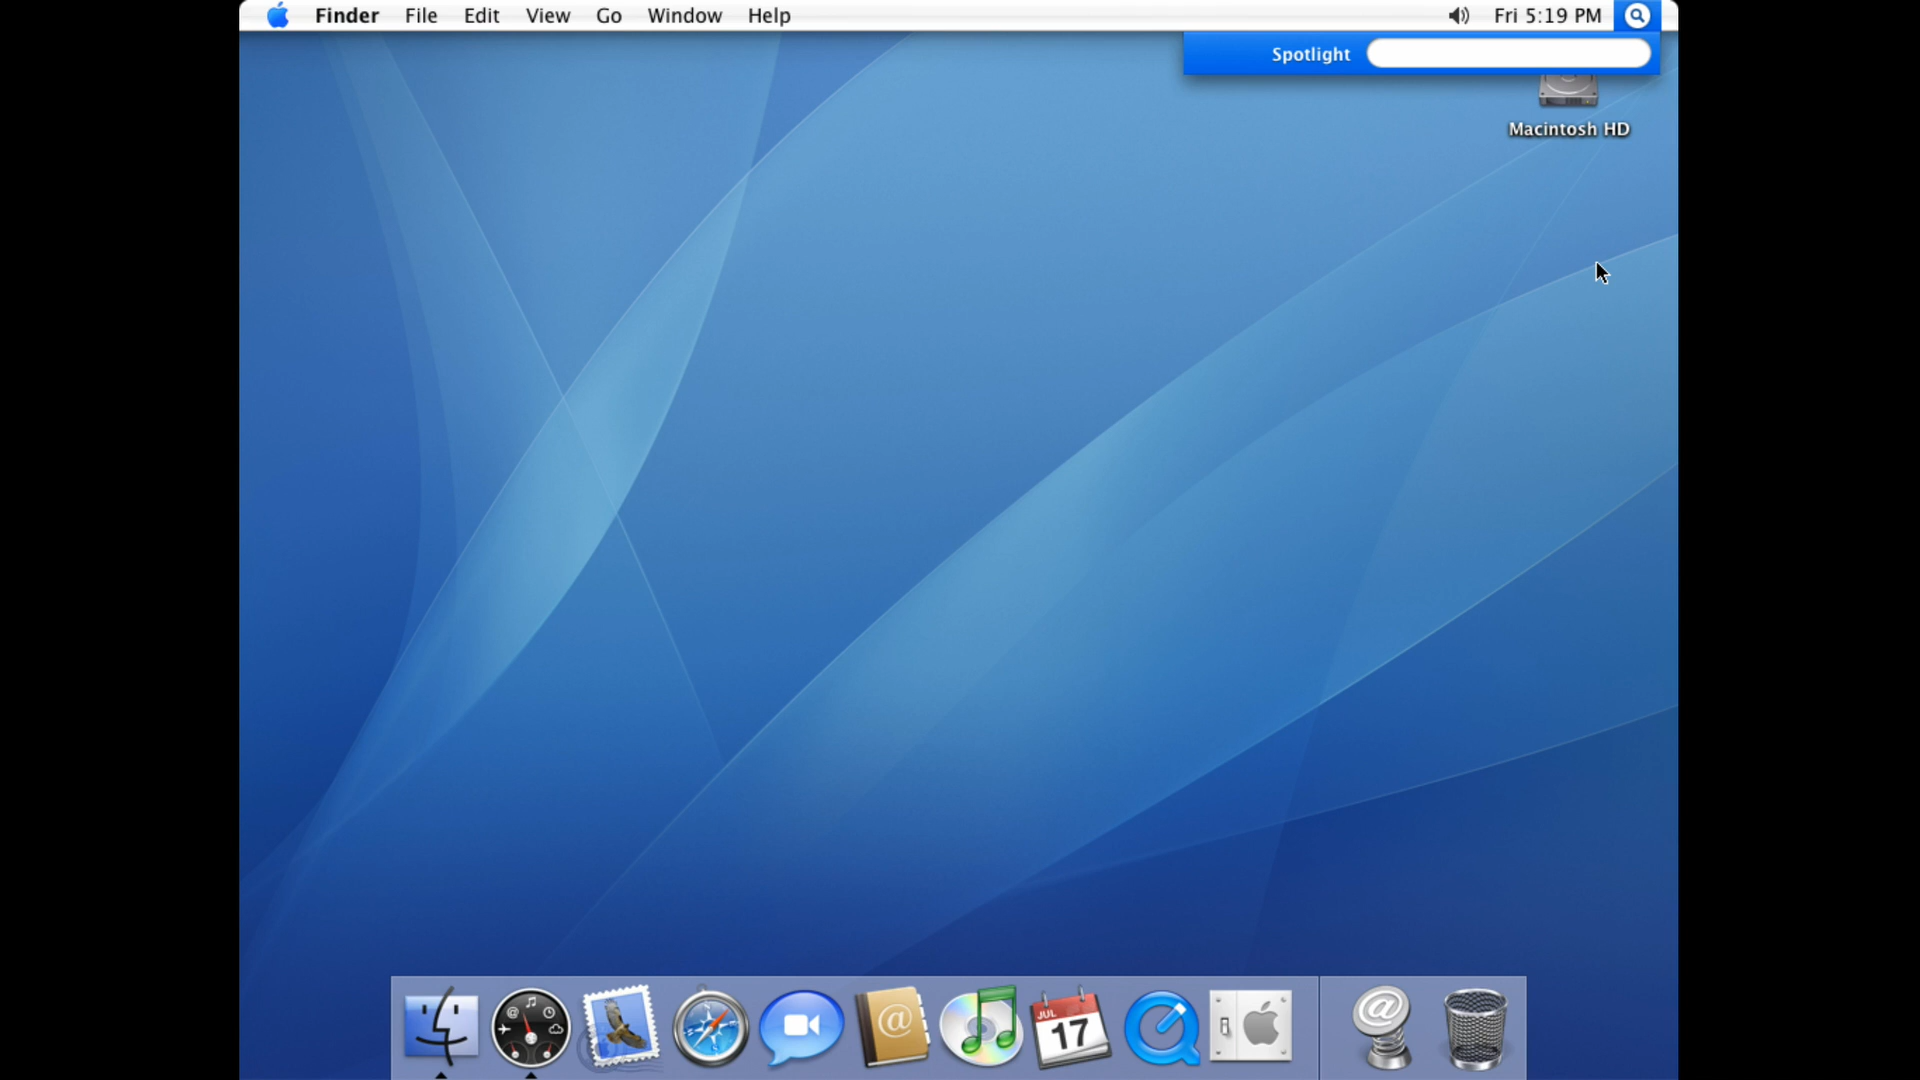 Finder File Edit View Go Window Help Fri 5:19 PM
Spotlight
Macintosh HD
@
@
JUL
17
@